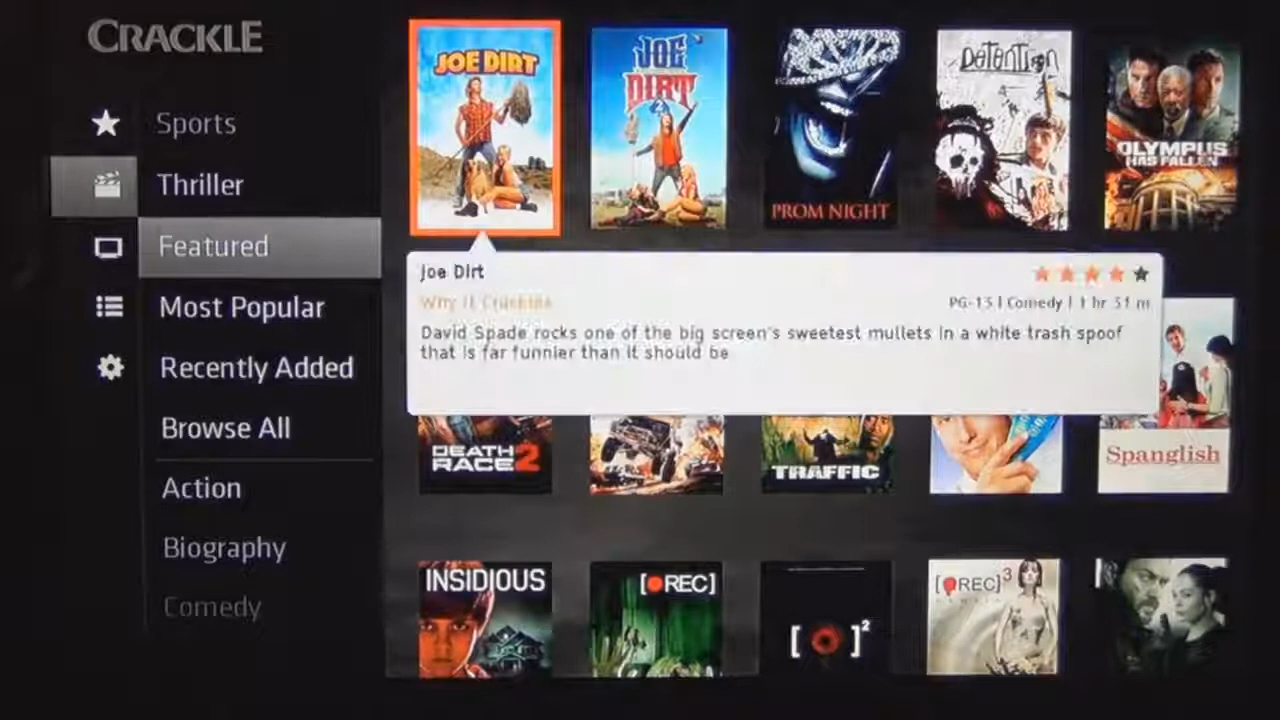 CRACKLE
Sports
Thriller
Featured
Most Popular
Recently Added
Browse All
Action
Biography
Comedy
JOE DIRT
JOE
DIRT
2
PROM NIGHT
DETENTION
OLYMPUS
HAS FALLEN
Joe Dirt
Why It Crackles
PG-13 | Comedy | 1 hr 31 m
David Spade rocks one of the big screen's sweetest mullets in a white trash spoof
that is far funnier than it should be
DEATH
RACE 2
TRAFFIC
Spanglish
INSIDIOUS
[REC]
[ ]²
[REC]³